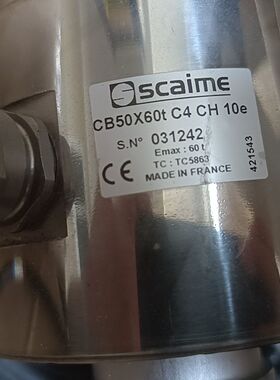 scaime
CB50X60t C4 CH 10e
S.N° 031242
Emax : 60 t
TC : TC5863
CE MADE IN FRANCE
421543